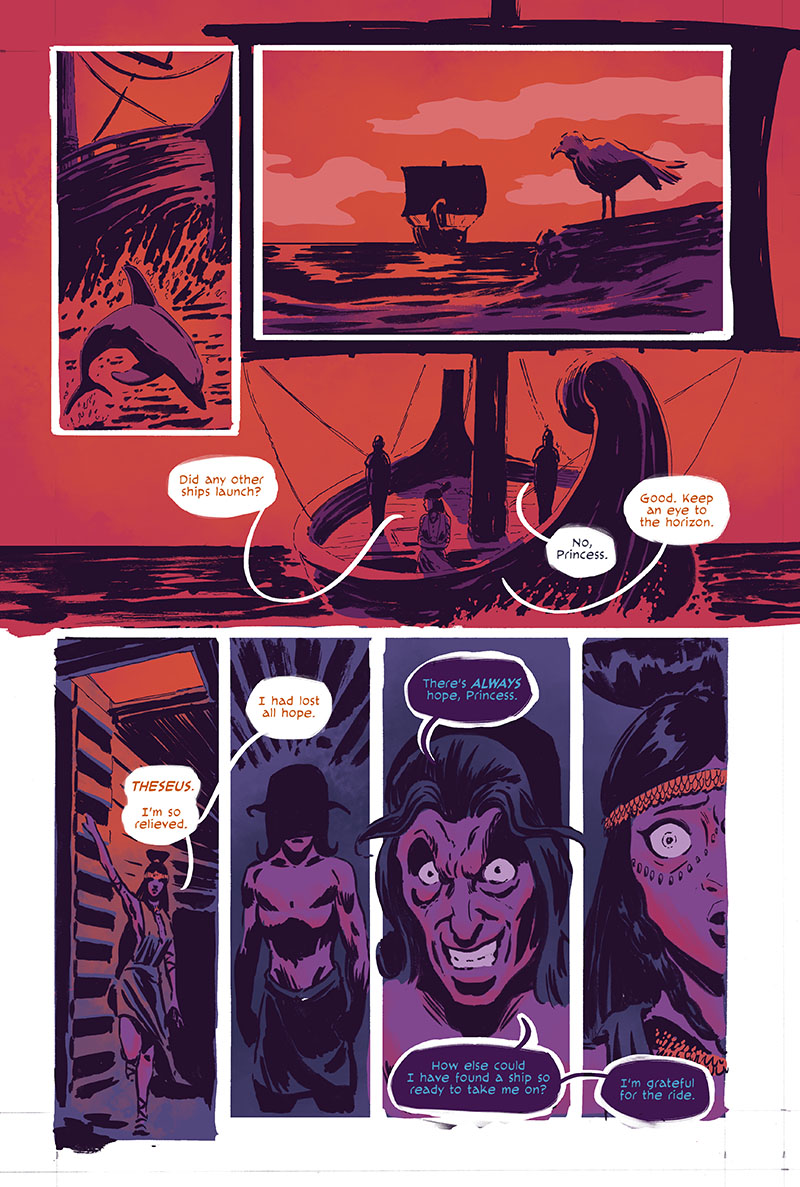 Did any other
ships launch?
No,
Princess.
Good. Keep
an eye to
the horizon.
THESEUS.
I'm so
relieved.
I had lost
all hope.
There's ALWAYS
hope, Princess.
How else could
I have found a ship so
ready to take me on?
I'm grateful
for the ride.